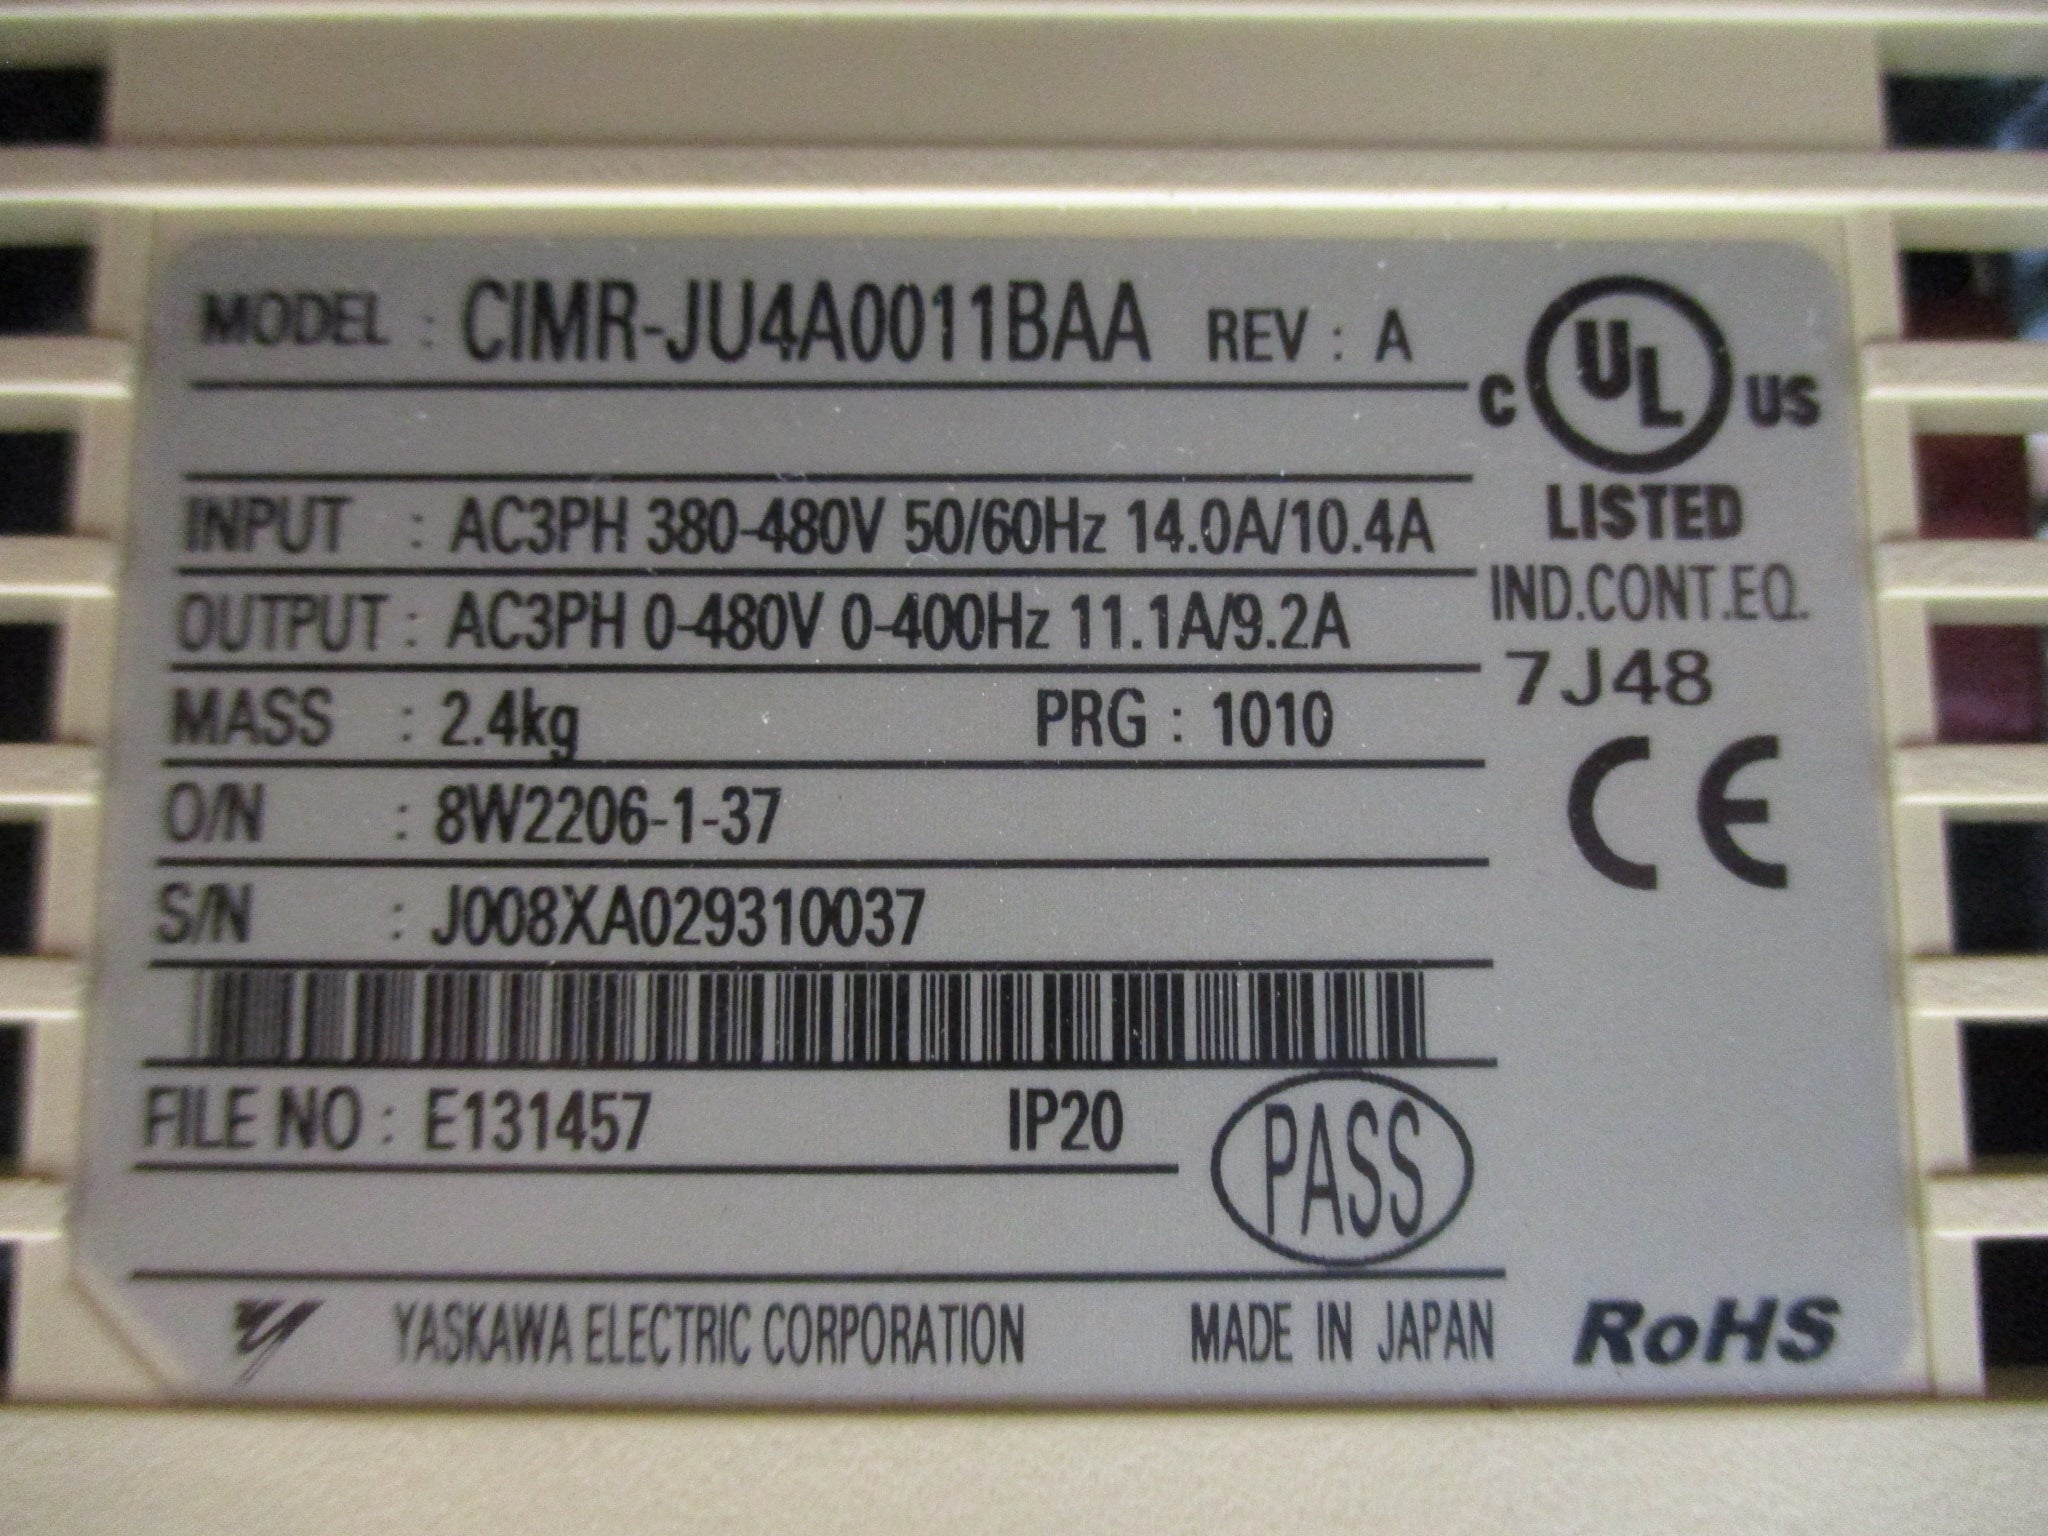 MODEL : CIMR-JU4A0011BAA REV : A
C UL US
LISTED
INPUT : AC3PH 380-480V 50/60Hz 14.0A/10.4A
IND.CONT.EQ.
OUTPUT : AC3PH 0-480V 0-400Hz 11.1A/9.2A
7J48
MASS : 2.4kg PRG : 1010
CE
O/N : 8W2206-1-37
S/N : J008XA029310037
FILE NO : E131457 IP20
PASS
YASKAWA ELECTRIC CORPORATION MADE IN JAPAN RoHS